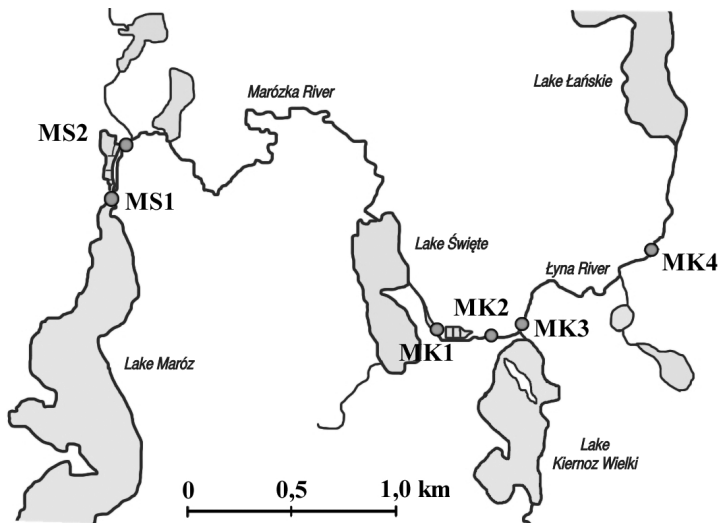 Lake Łańskie
Marózka River
MS2
MS1
Lake Święte
MK4
Łyna River
MK2
MK3
MK1
Lake Maróz
Lake
Kiernoz Wielki
0 0,5 1,0 km